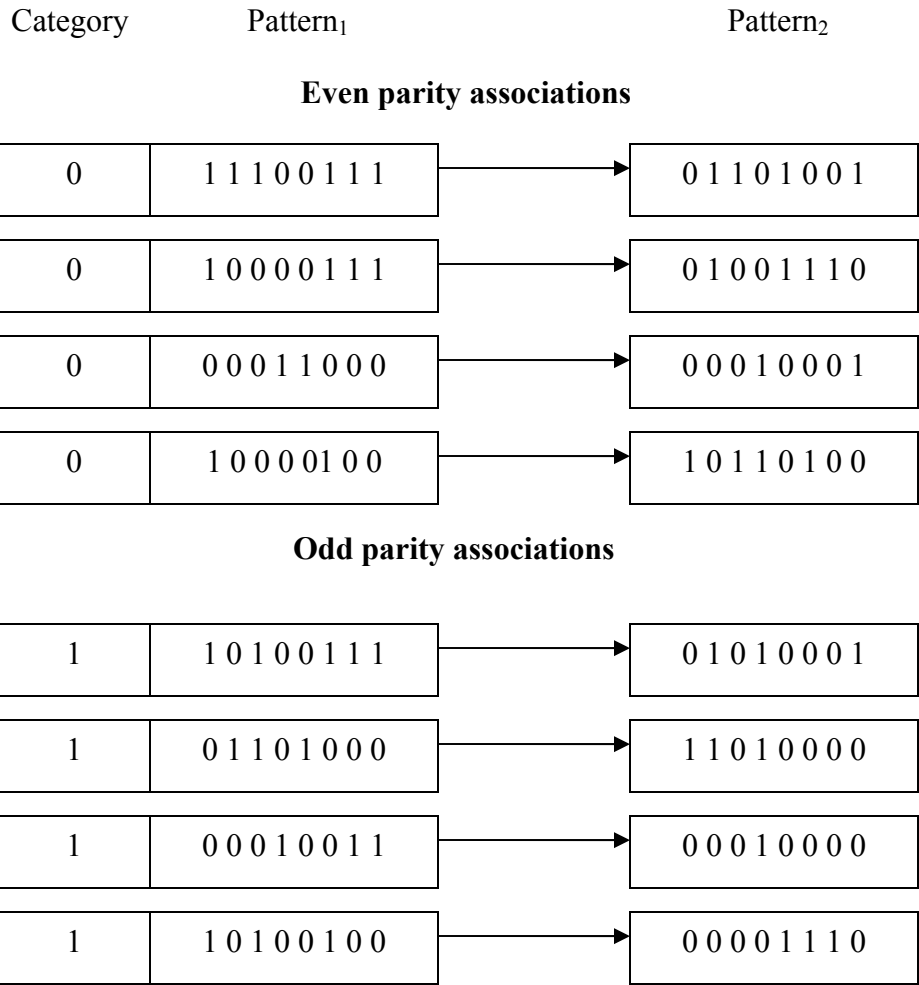 Category Pattern₁ Pattern₂
Even parity associations
0 1 1 1 0 0 1 1 1 0 1 1 0 1 0 0 1
0 1 0 0 0 0 1 1 1 0 1 0 0 1 1 1 0
0 0 0 0 1 1 0 0 0 0 0 0 1 0 0 0 1
0 1 0 0 0 01 0 0 1 0 1 1 0 1 0 0
Odd parity associations
1 1 0 1 0 0 1 1 1 0 1 0 1 0 0 0 1
1 0 1 1 0 1 0 0 0 1 1 0 1 0 0 0 0
1 0 0 0 1 0 0 1 1 0 0 0 1 0 0 0 0
1 1 0 1 0 0 1 0 0 0 0 0 0 1 1 1 0